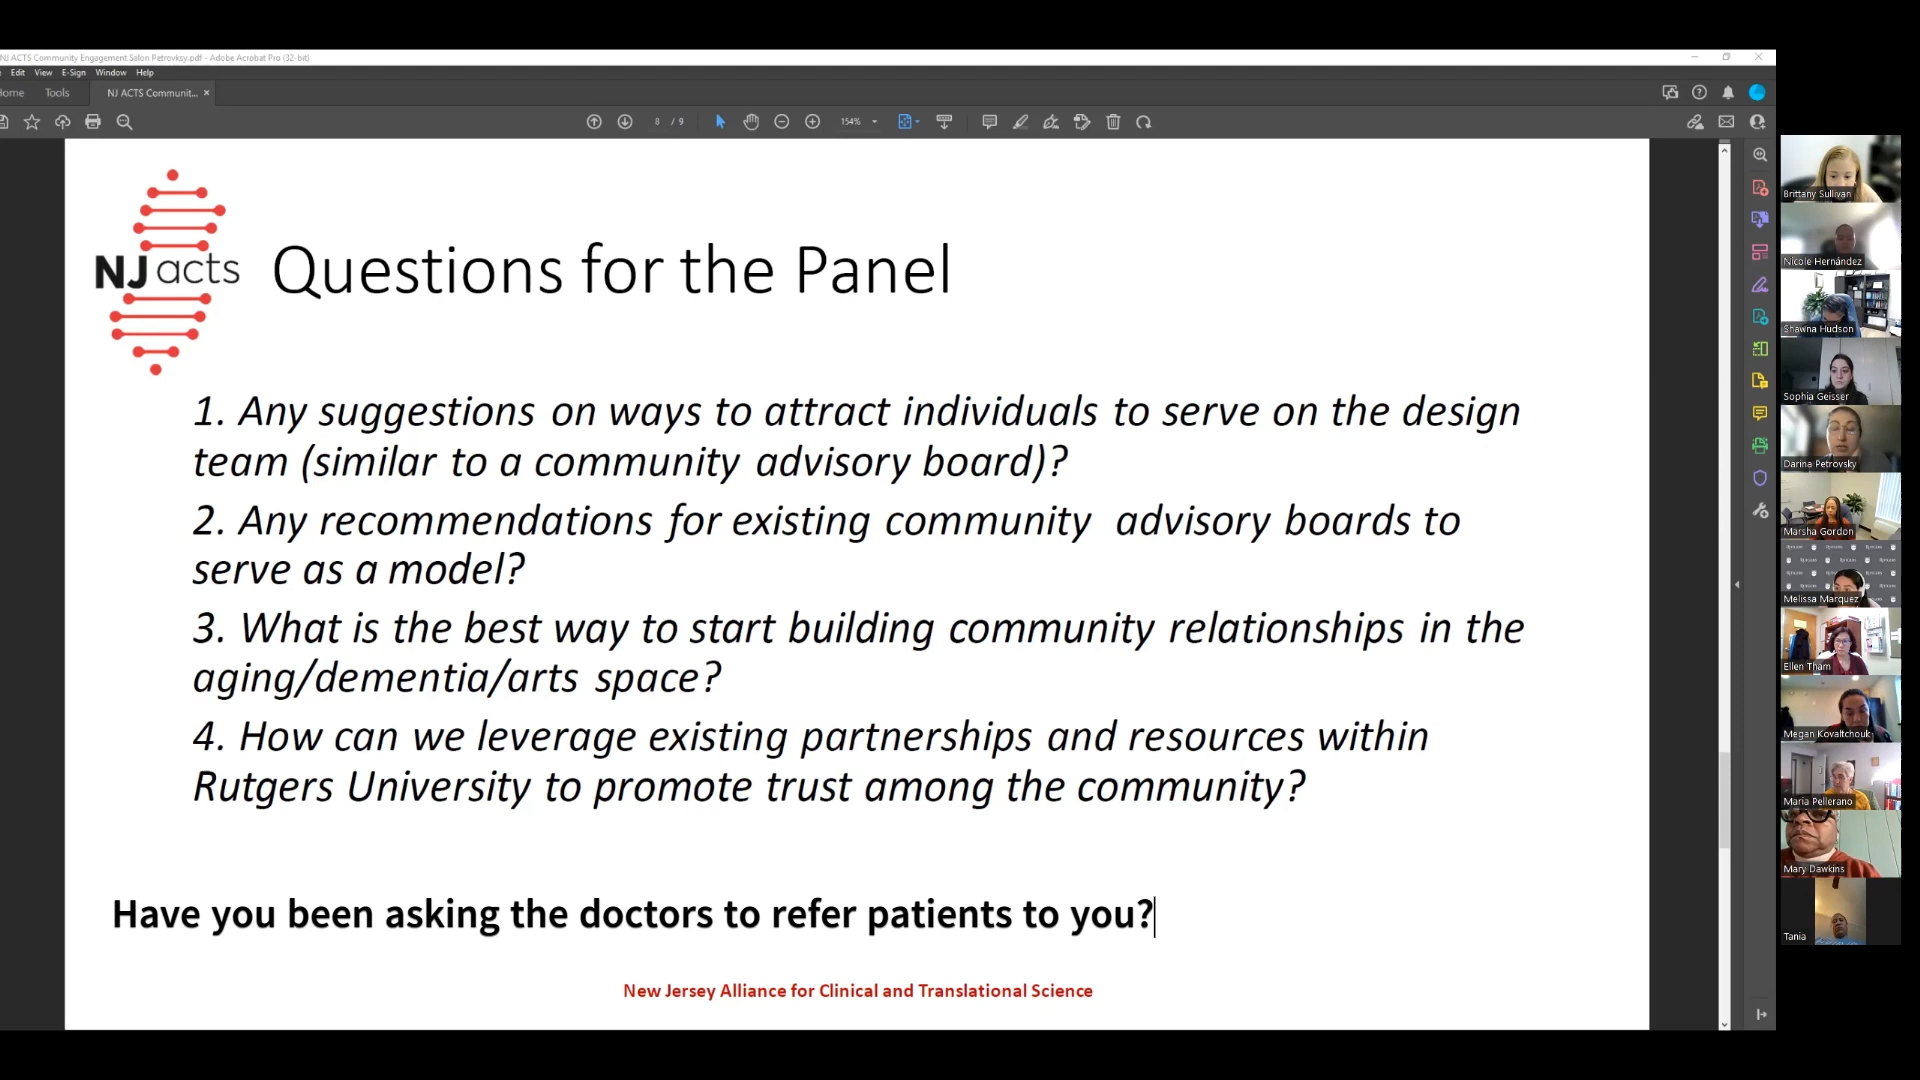 NJ ACTS Community Engagement Salon Petrovksy.pdf - Adobe Acrobat Pro (32-bit)
Edit View E-Sign Window Help
Home Tools NJ ACTS Communit... ×
8 / 9 154%
NJ acts
Questions for the Panel
1. Any suggestions on ways to attract individuals to serve on the design
team (similar to a community advisory board)?
2. Any recommendations for existing community advisory boards to
serve as a model?
3. What is the best way to start building community relationships in the
aging/dementia/arts space?
4. How can we leverage existing partnerships and resources within
Rutgers University to promote trust among the community?
Have you been asking the doctors to refer patients to you?
New Jersey Alliance for Clinical and Translational Science
Brittany Sullivan
Nicole Hernández
Shawna Hudson
Sophia Geisser
Darina Petrovsky
Marsha Gordon
Melissa Marquez
Ellen Tham
Megan Kovaltchouk
Maria Pellerano
Mary Dawkins
Tania